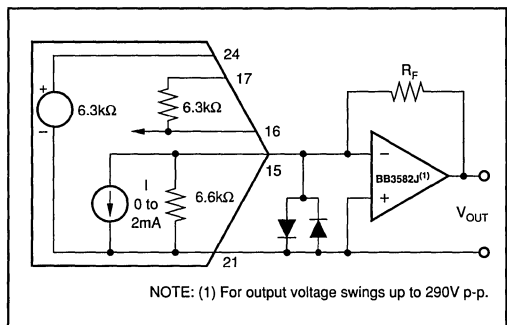 24
17
+
6.3kΩ
−
6.3kΩ
16
15
I
0 to
2mA
6.6kΩ
21
R_F
−
BB3582J(1)
+
V_OUT
NOTE: (1) For output voltage swings up to 290V p-p.